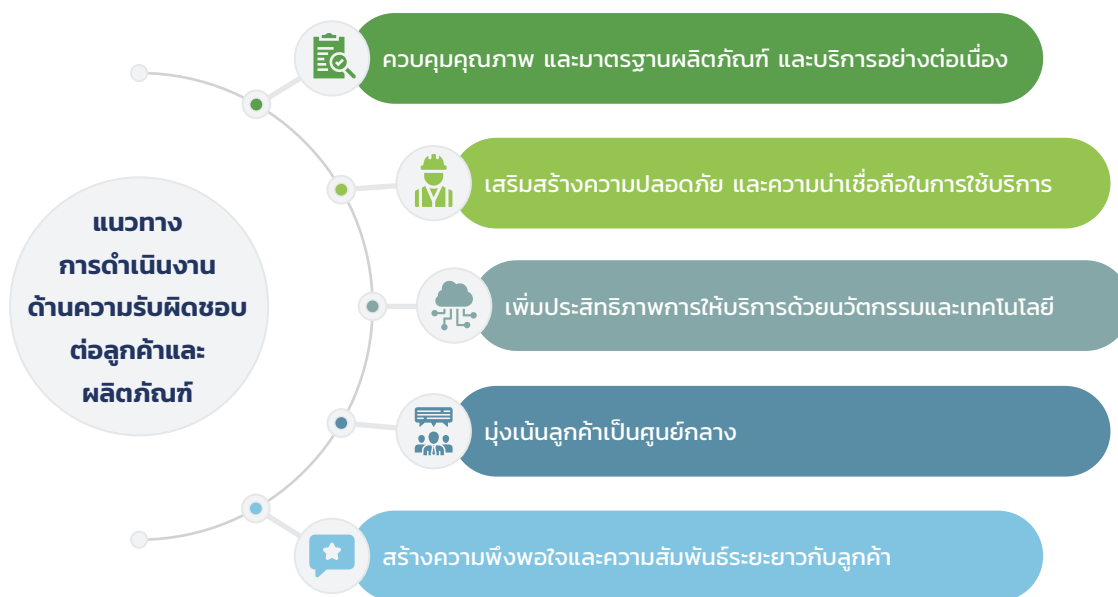 แนวทาง
การดำเนินงาน
ด้านความรับผิดชอบ
ต่อลูกค้าและ
ผลิตภัณฑ์
ควบคุมคุณภาพ และมาตรฐานผลิตภัณฑ์ และบริการอย่างต่อเนื่อง
เสริมสร้างความปลอดภัย และความน่าเชื่อถือในการใช้บริการ
เพิ่มประสิทธิภาพการให้บริการด้วยนวัตกรรมและเทคโนโลยี
มุ่งเน้นลูกค้าเป็นศูนย์กลาง
สร้างความพึงพอใจและความสัมพันธ์ระยะยาวกับลูกค้า